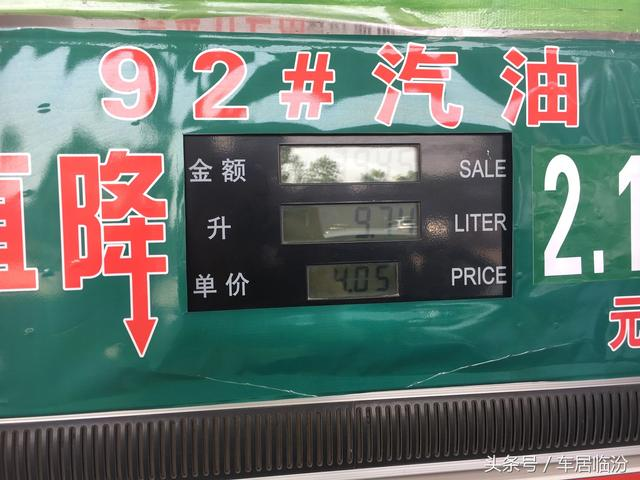 92#汽油
直降
金额 SALE
升 9.74 LITER
单价 4.05 PRICE
2.1
元
头条号 / 车居临汾